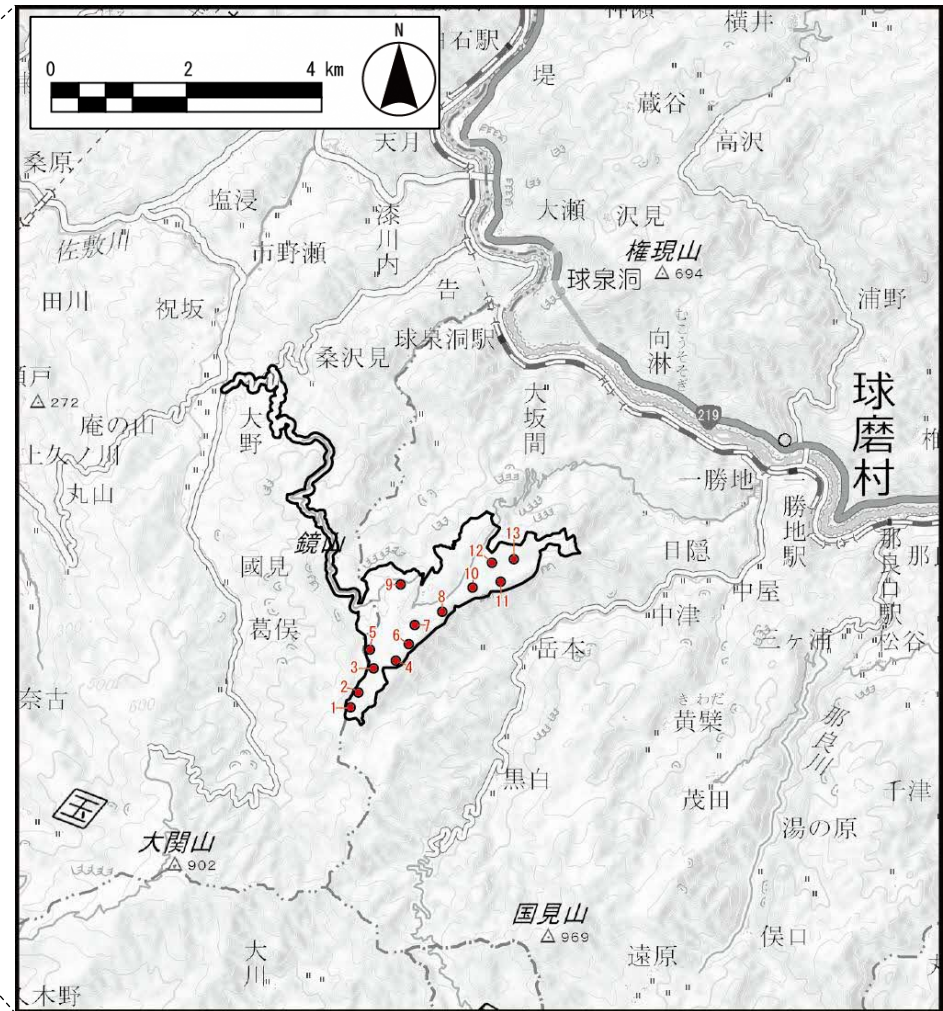 N
0 2 4 km
白石駅
横井
堤
蔵谷
高沢
天月
桑原
塩浸
漆川内
大瀬
沢見
佐敷川
市野瀬
権現山
694
球泉洞
告
田川
祝坂
浦野
球泉洞駅
向淋
むこうそそぎ
桑沢見
272
大野
大坂間
219
球磨村
庵の山
上久ノ川
丸山
一勝地
一勝地駅
鏡山
那良口駅
日隠
國見
中屋
中津
葛俣
三ヶ浦
松谷
岳本
奈古
さわだ
黄檗
那良川
黒白
茂田
千津
国
湯の原
大関山
902
国見山
969
俣口
遠原
大川
木野
1
2
3
4
5
6
7
8
9
10
11
12
13